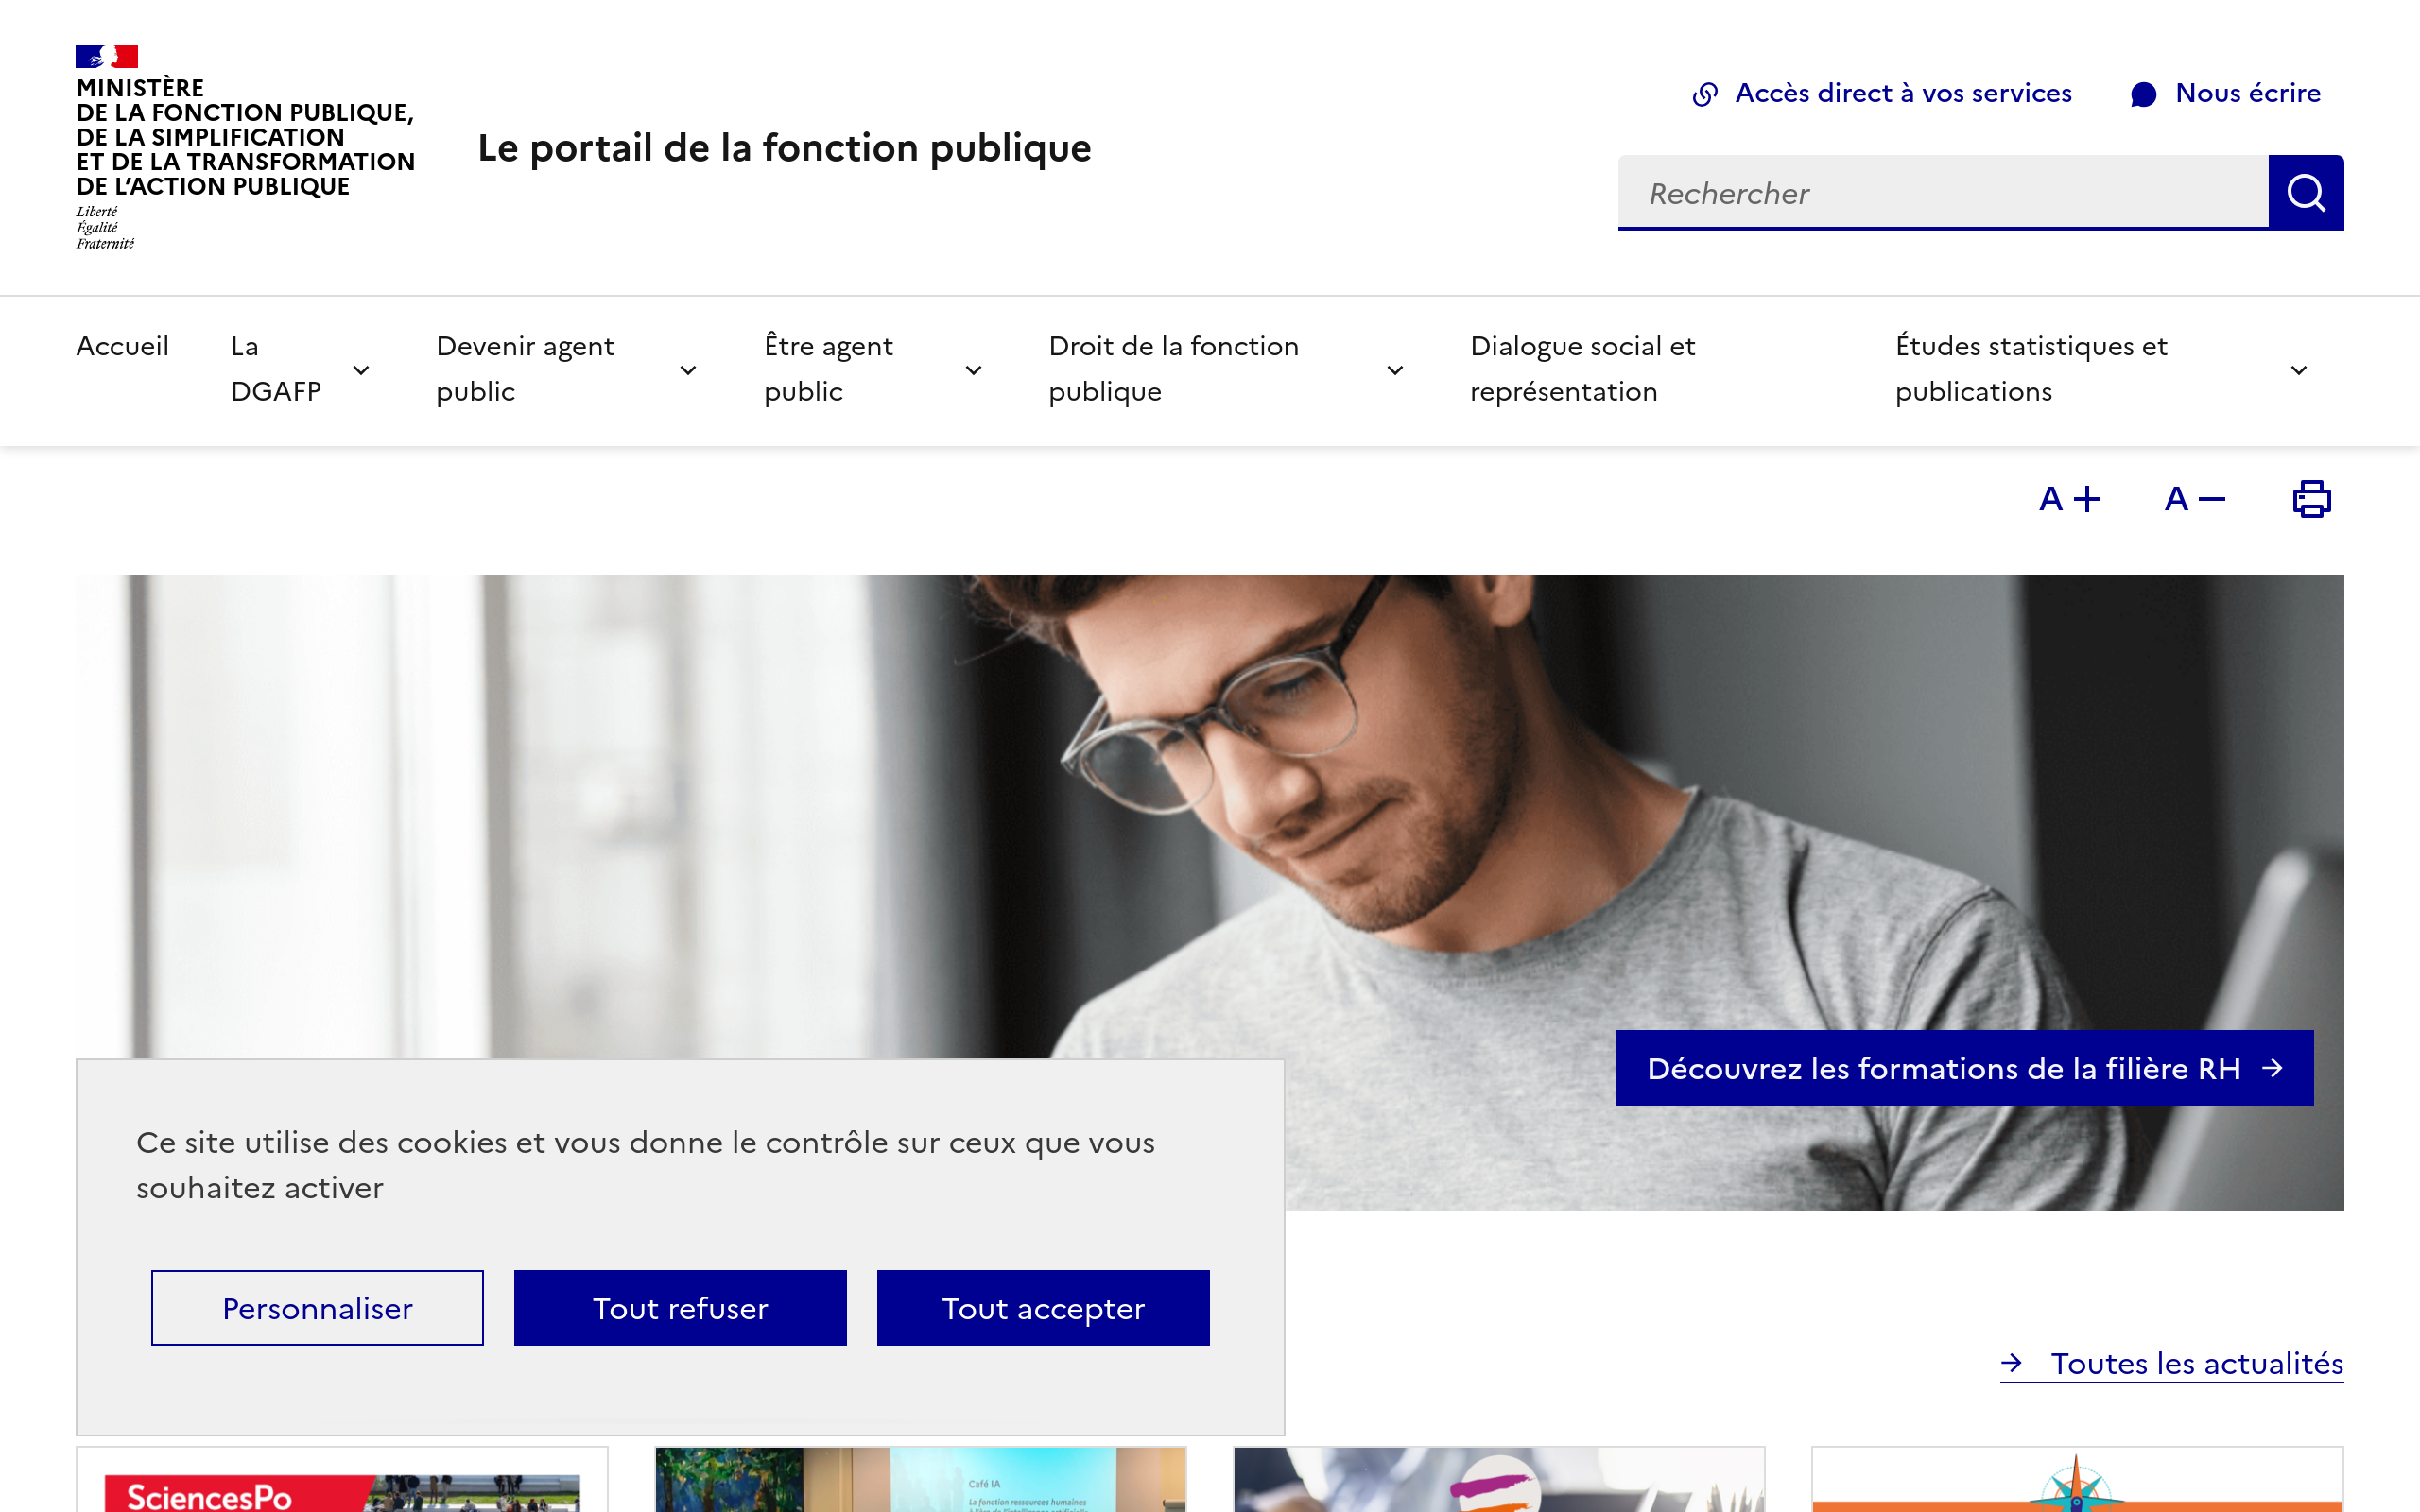 MINISTÈRE
DE LA FONCTION PUBLIQUE,
DE LA SIMPLIFICATION
ET DE LA TRANSFORMATION
DE L’ACTION PUBLIQUE
Liberté
Égalité
Fraternité
Le portail de la fonction publique
Accès direct à vos services
Nous écrire
Rechercher
Accueil
La
DGAFP
Devenir agent
public
Être agent
public
Droit de la fonction
publique
Dialogue social et
représentation
Études statistiques et
publications
A +
A −
Découvrez les formations de la filière RH
Ce site utilise des cookies et vous donne le contrôle sur ceux que vous
souhaitez activer
Personnaliser
Tout refuser
Tout accepter
Toutes les actualités
SciencesPo
Café IA
La fonction ressources humaines
à l'ère de l'intelligence artificielle